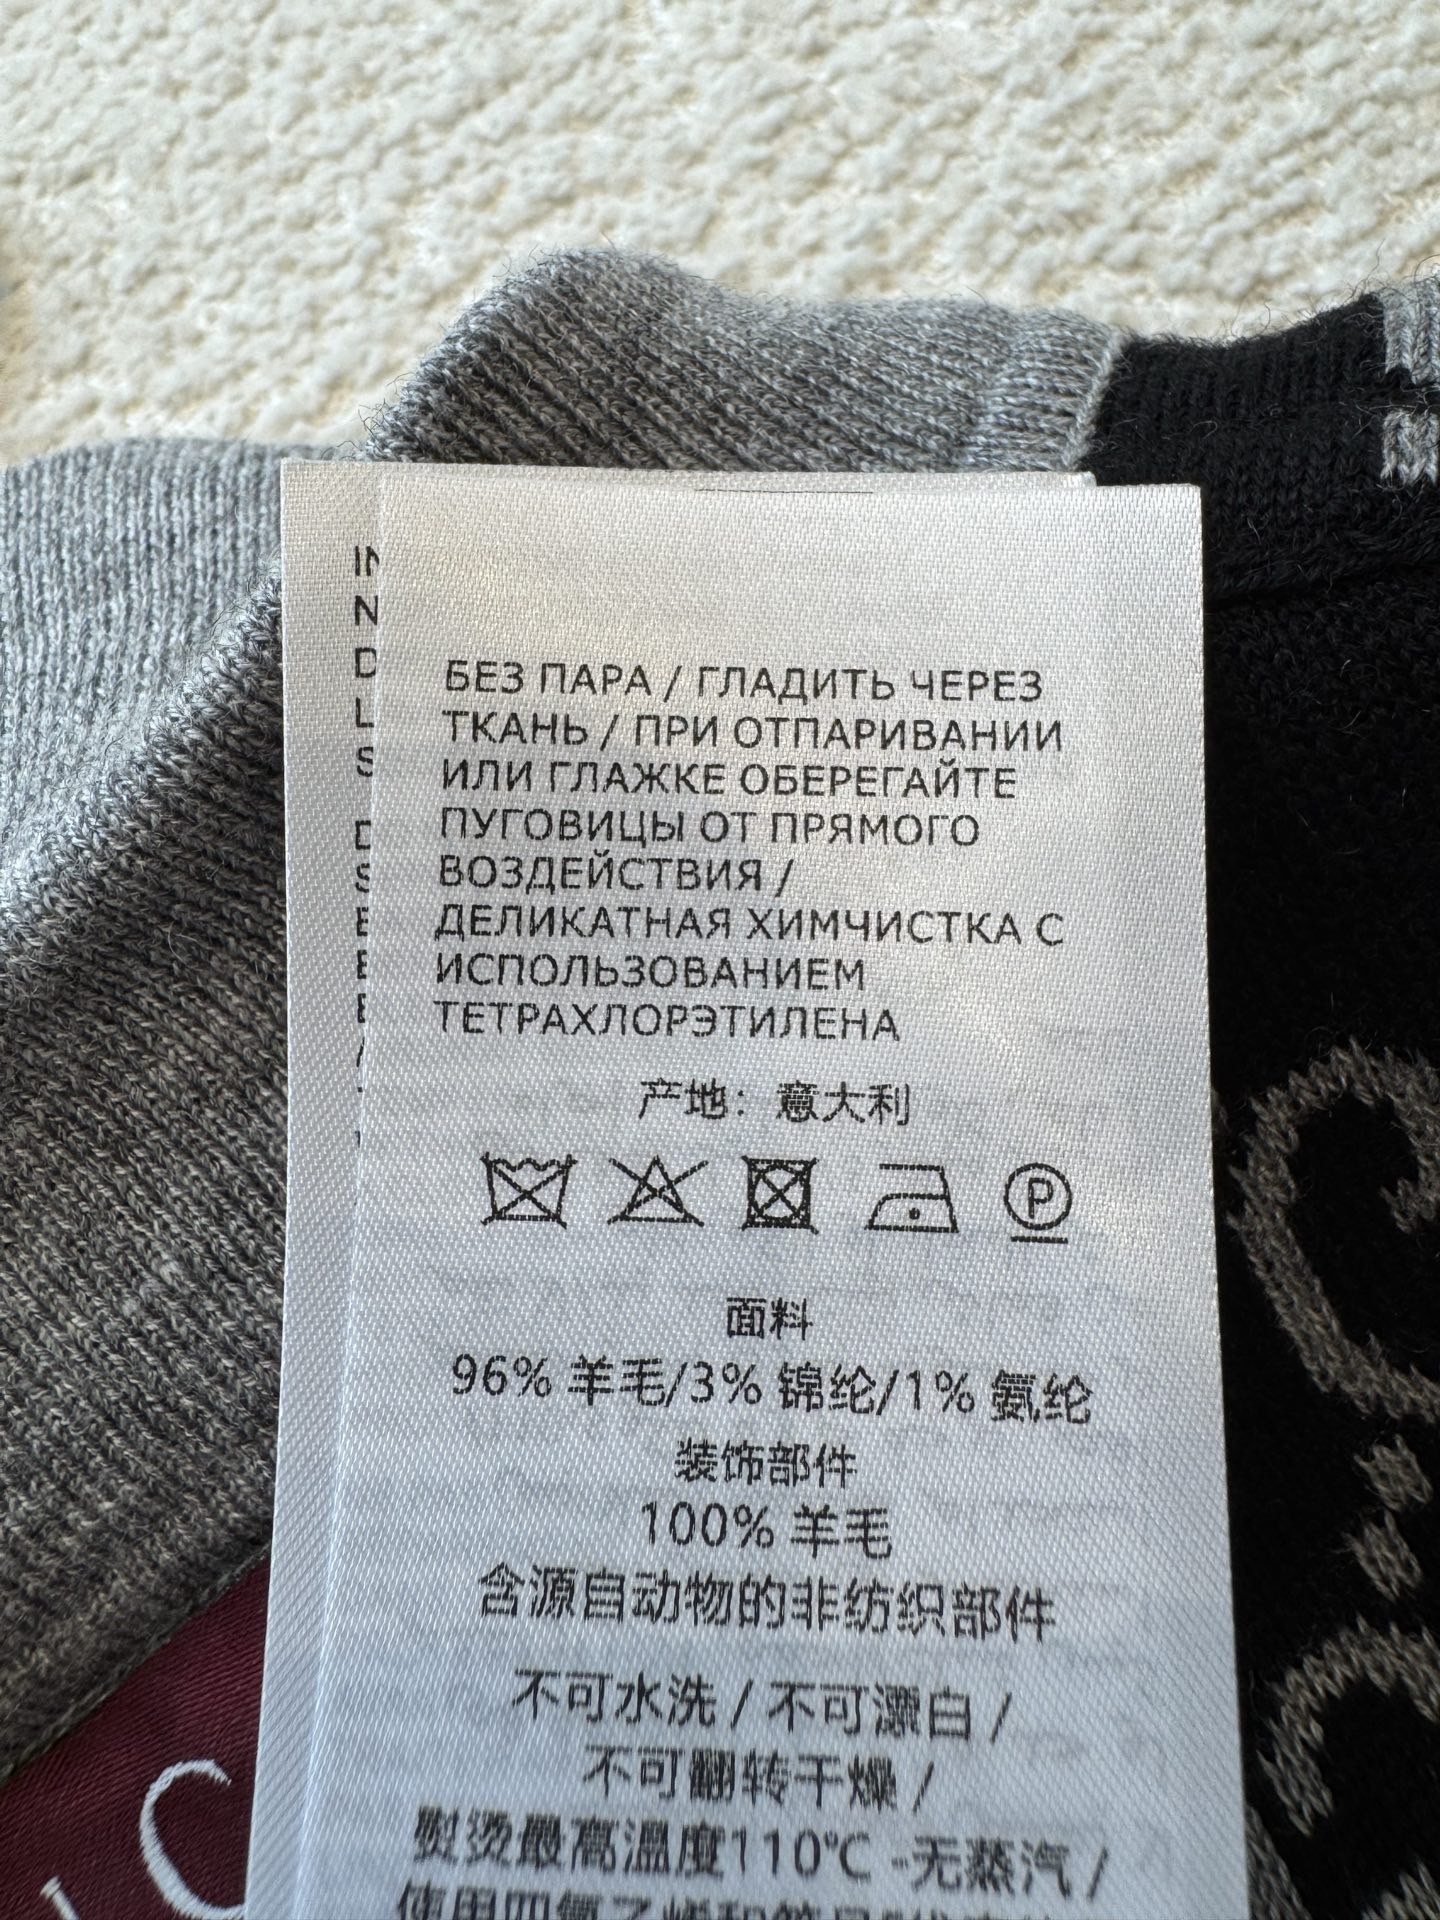 БЕЗ ПАРА / ГЛАДИТЬ ЧЕРЕЗ
ТКАНЬ / ПРИ ОТПАРИВАНИИ
ИЛИ ГЛАЖКЕ ОБЕРЕГАЙТЕ
ПУГОВИЦЫ ОТ ПРЯМОГО
ВОЗДЕЙСТВИЯ /
ДЕЛИКАТНАЯ ХИМЧИСТКА С
ИСПОЛЬЗОВАНИЕМ
ТЕТРАХЛОРЭТИЛЕНА
产地：意大利
P
面料
96% 羊毛/3% 锦纶/1% 氨纶
装饰部件
100% 羊毛
含源自动物的非纺织部件
不可水洗 / 不可漂白 /
不可翻转干燥 /
熨烫最高温度110℃ -无蒸汽 /